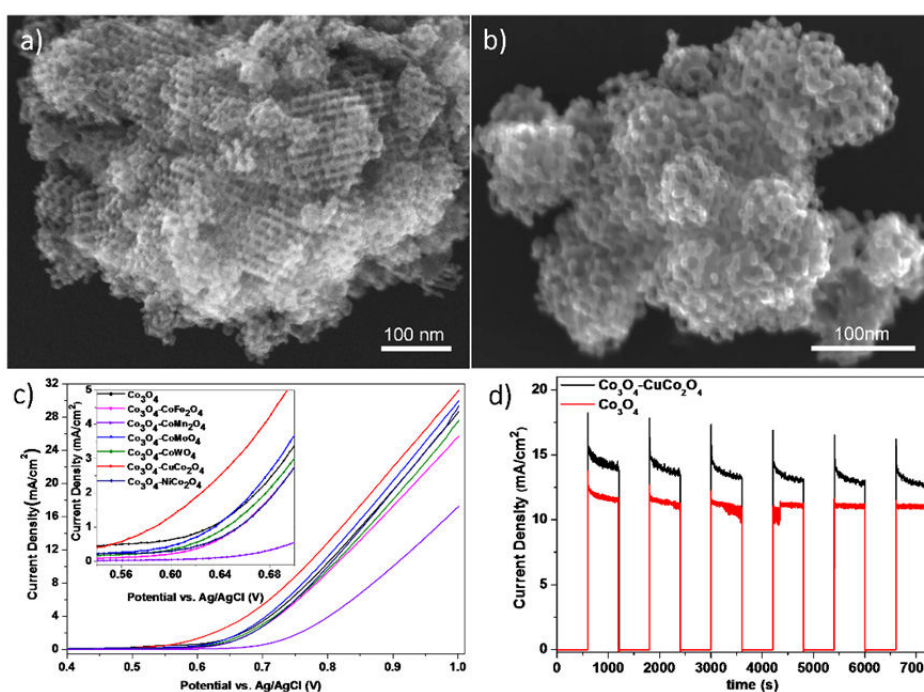 a)
100 nm
b)
100nm
c)
Current Density(mA/cm²)
32
28
24
20
16
12
8
4
0
0.4 0.5 0.6 0.7 0.8 0.9 1.0
Potential vs. Ag/AgCl (V)
Current Density (mA/cm²)
5
4
3
2
1
0
0.56 0.60 0.64 0.68
Potential vs. Ag/AgCl (V)
Co₃O₄
Co₃O₄-CoFe₂O₄
Co₃O₄-CoMn₂O₄
Co₃O₄-CoMoO₄
Co₃O₄-CoWO₄
Co₃O₄-CuCo₂O₄
Co₃O₄-NiCo₂O₄
d)
Current Density (mA/cm²)
20
15
10
5
0
Co₃O₄-CuCo₂O₄
Co₃O₄
0 1000 2000 3000 4000 5000 6000 700
time (s)